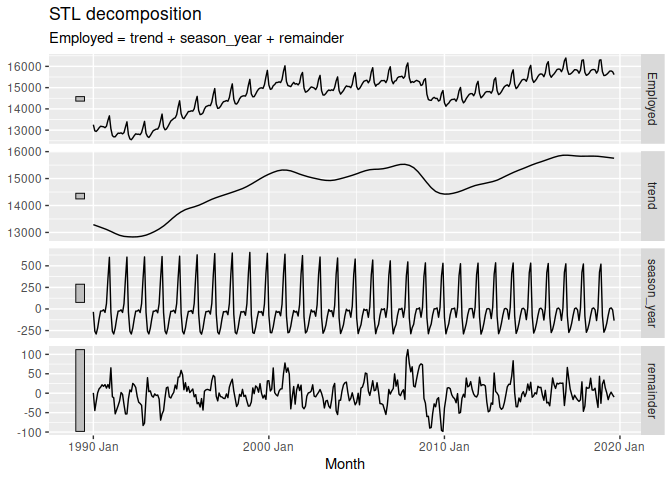 STL decomposition
Employed = trend + season_year + remainder
16000
15000
14000
13000
Employed
16000
15000
14000
13000
trend
500
250
0
-250
season_year
100
50
0
-50
-100
remainder
1990 Jan
2000 Jan
2010 Jan
2020 Jan
Month